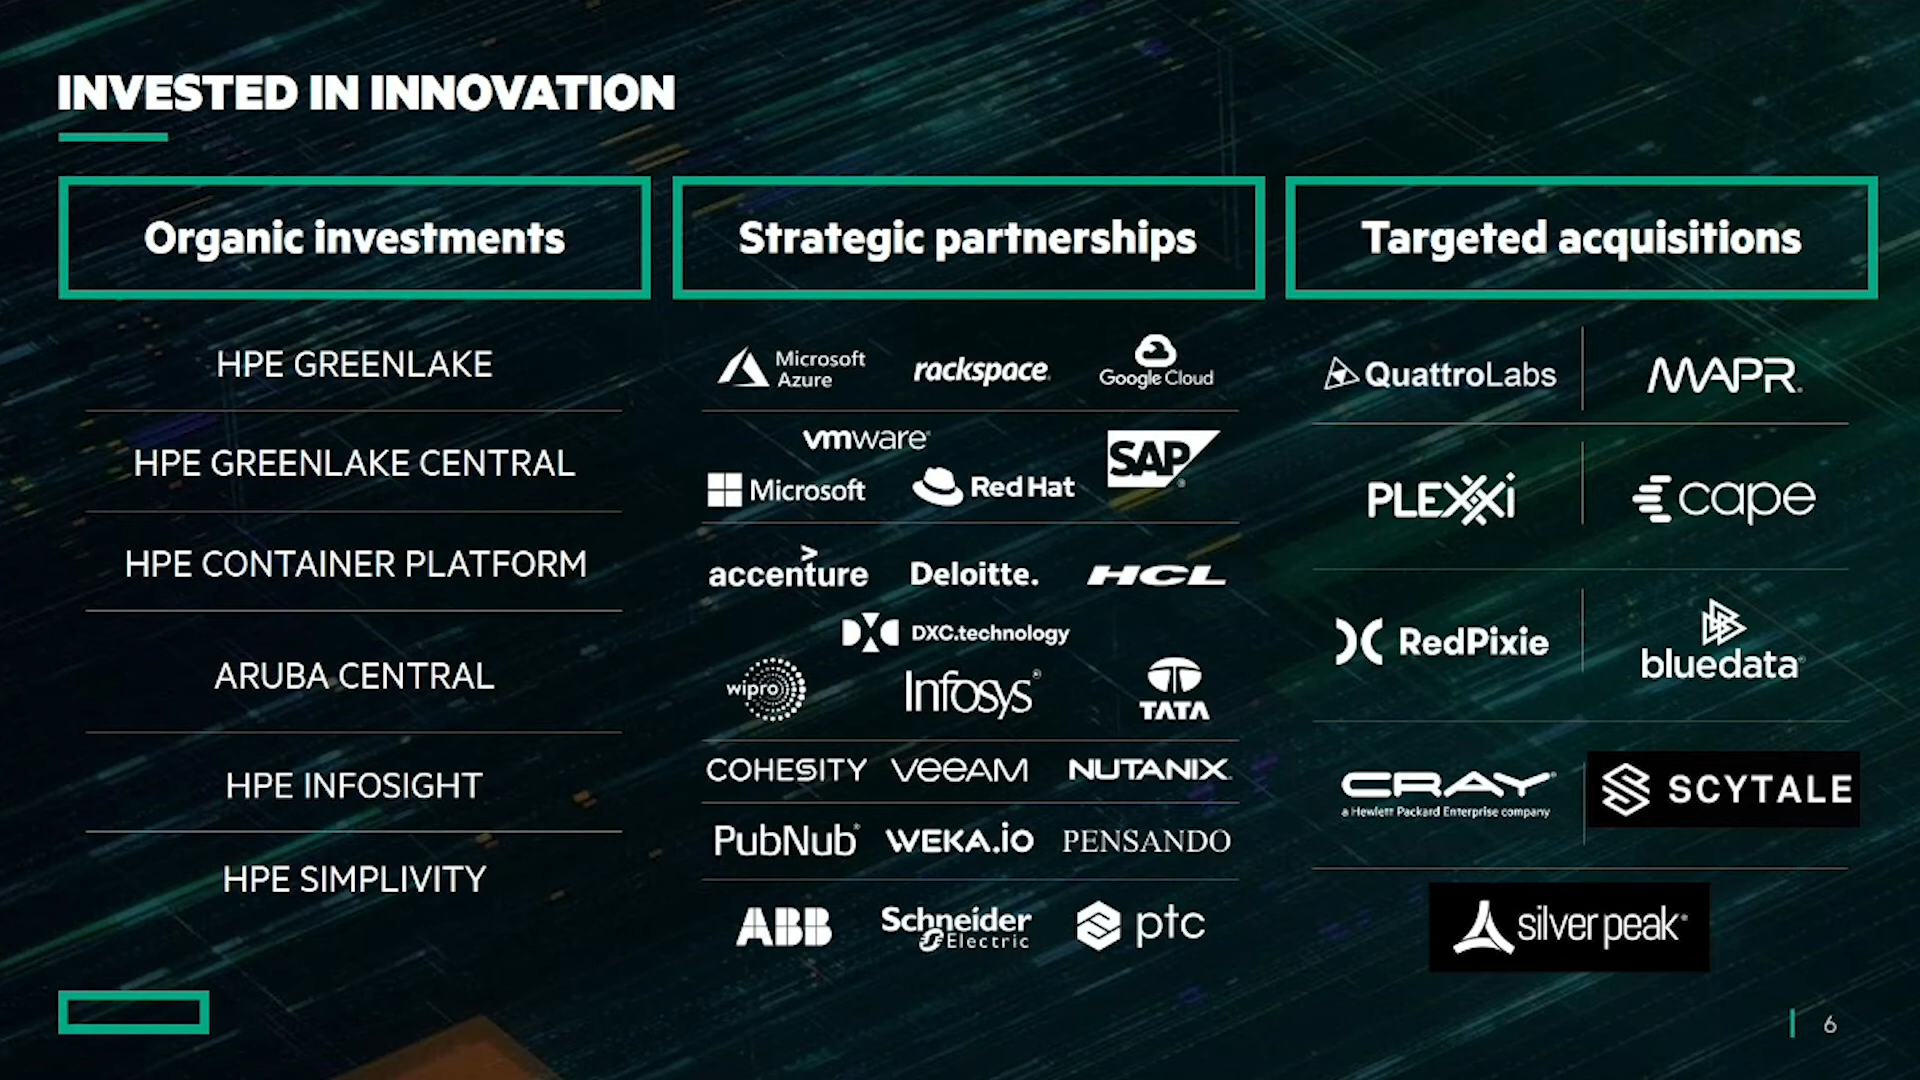 INVESTED IN INNOVATION
Organic investments
HPE GREENLAKE
HPE GREENLAKE CENTRAL
HPE CONTAINER PLATFORM
ARUBA CENTRAL
HPE INFOSIGHT
HPE SIMPLIVITY
Strategic partnerships
Microsoft
Azure
rackspace.
Google Cloud
vmware®
SAP®
Microsoft
Red Hat
accenture
Deloitte.
HCL
DXC.technology
wipro
Infosys®
TATA
COHESITY
VEEAM
NUTANIX.
PubNub®
WEKA.iO
PENSANDO
ABB
Schneider
Electric
ptc
Targeted acquisitions
QuattroLabs
MAPR.
PLEXXi
cape
RedPixie
bluedata®
CRAY®
a Hewlett Packard Enterprise company
SCYTALE
silver peak®
6